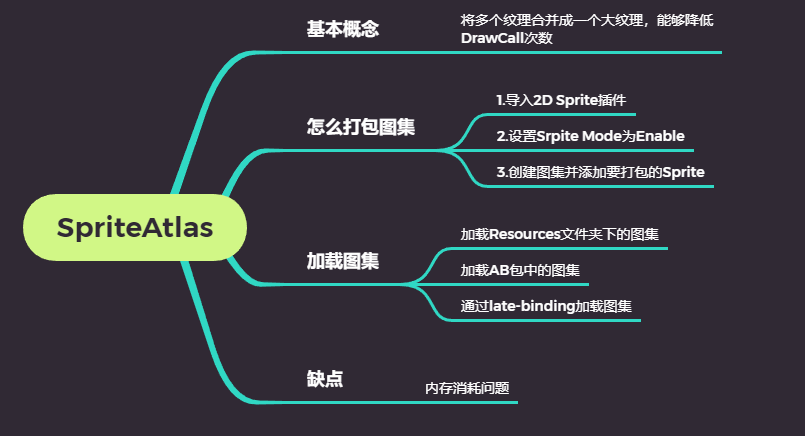 基本概念
将多个纹理合并成一个大纹理，能够降低
DrawCall次数
怎么打包图集
1.导入2D Sprite插件
2.设置Srpite Mode为Enable
3.创建图集并添加要打包的Sprite
SpriteAtlas
加载图集
加载Resources文件夹下的图集
加载AB包中的图集
通过late-binding加载图集
缺点
内存消耗问题